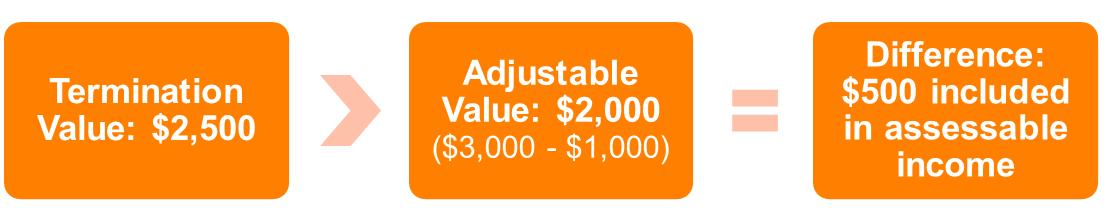 Termination
Value: $2,500
Adjustable
Value: $2,000
($3,000 - $1,000)
=
Difference:
$500 included
in assessable
income